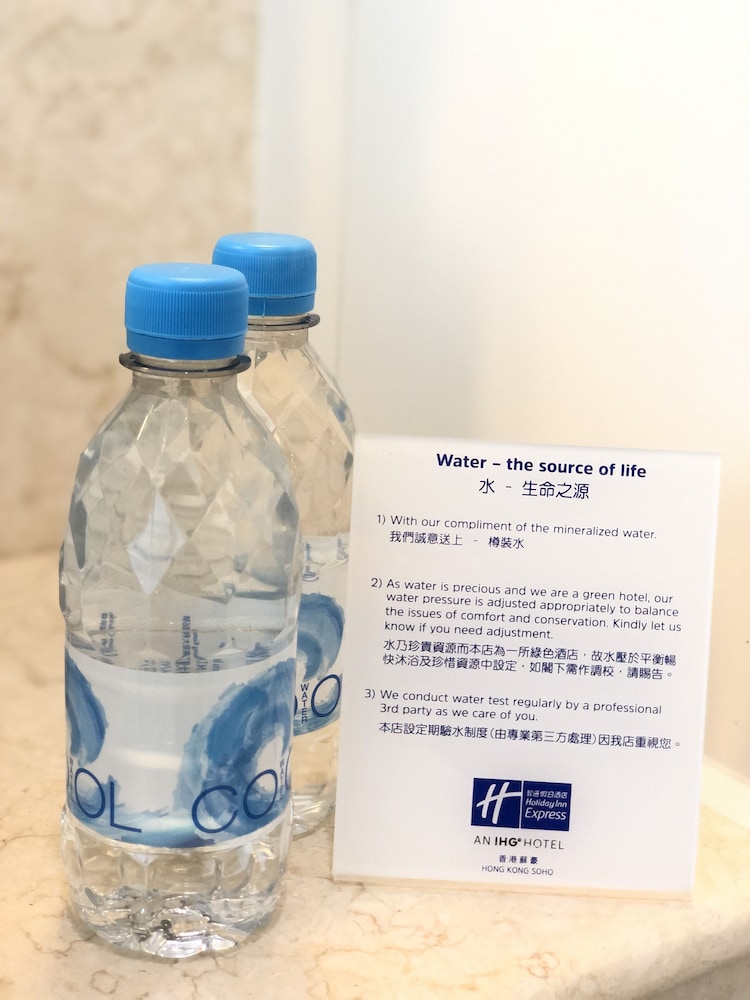 Water – the source of life
水 - 生命之源
1) With our compliment of the mineralized water.
我們誠意送上 - 樽裝水
2) As water is precious and we are a green hotel, our
water pressure is adjusted appropriately to balance
the issues of comfort and conservation. Kindly let us
know if you need adjustment.
水乃珍貴資源而本店為一所綠色酒店，故水壓於平衡暢
快沐浴及珍惜資源中設定，如閣下需作調校，請賜告。
3) We conduct water test regularly by a professional
3rd party as we care of you.
本店設定期驗水制度(由專業第三方處理)因我店重視您。
智選假日酒店
Holiday Inn
Express
AN IHG® HOTEL
香港蘇豪
HONG KONG SOHO
OL
CO
WATER
O